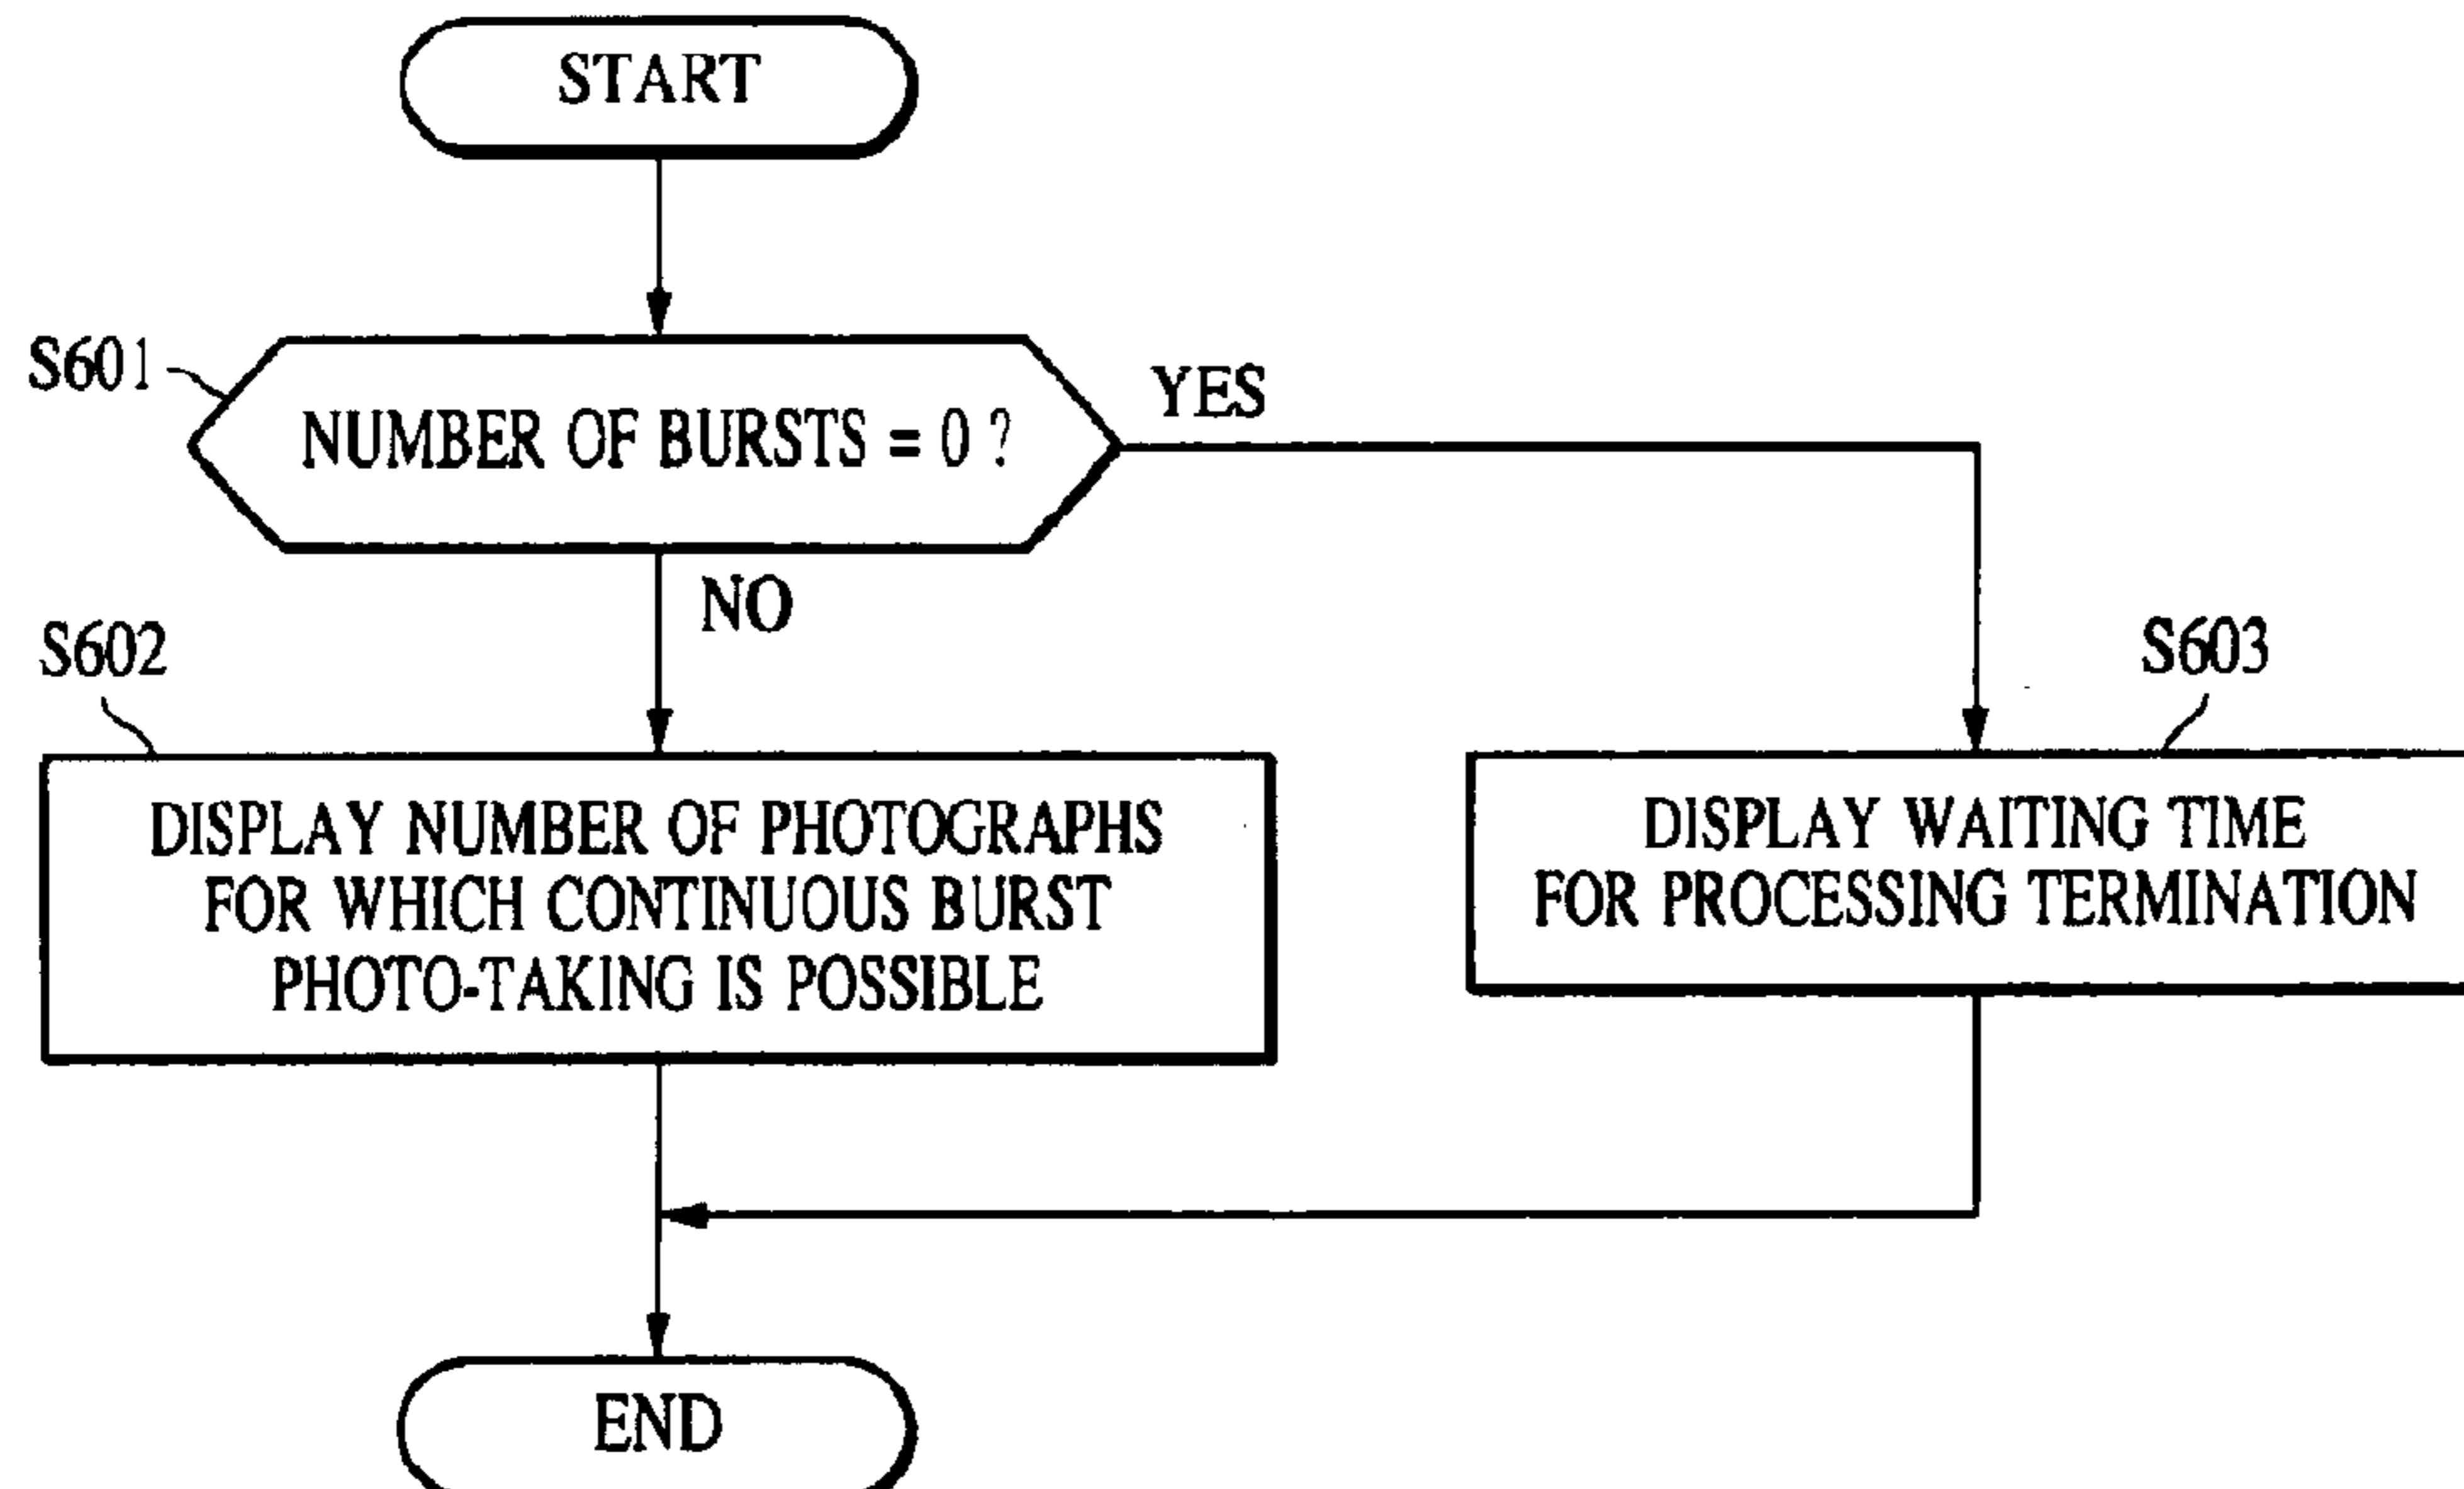 START
S601
NUMBER OF BURSTS = 0 ?
YES
NO
S602
DISPLAY NUMBER OF PHOTOGRAPHS
FOR WHICH CONTINUOUS BURST
PHOTO-TAKING IS POSSIBLE
S603
DISPLAY WAITING TIME
FOR PROCESSING TERMINATION
END